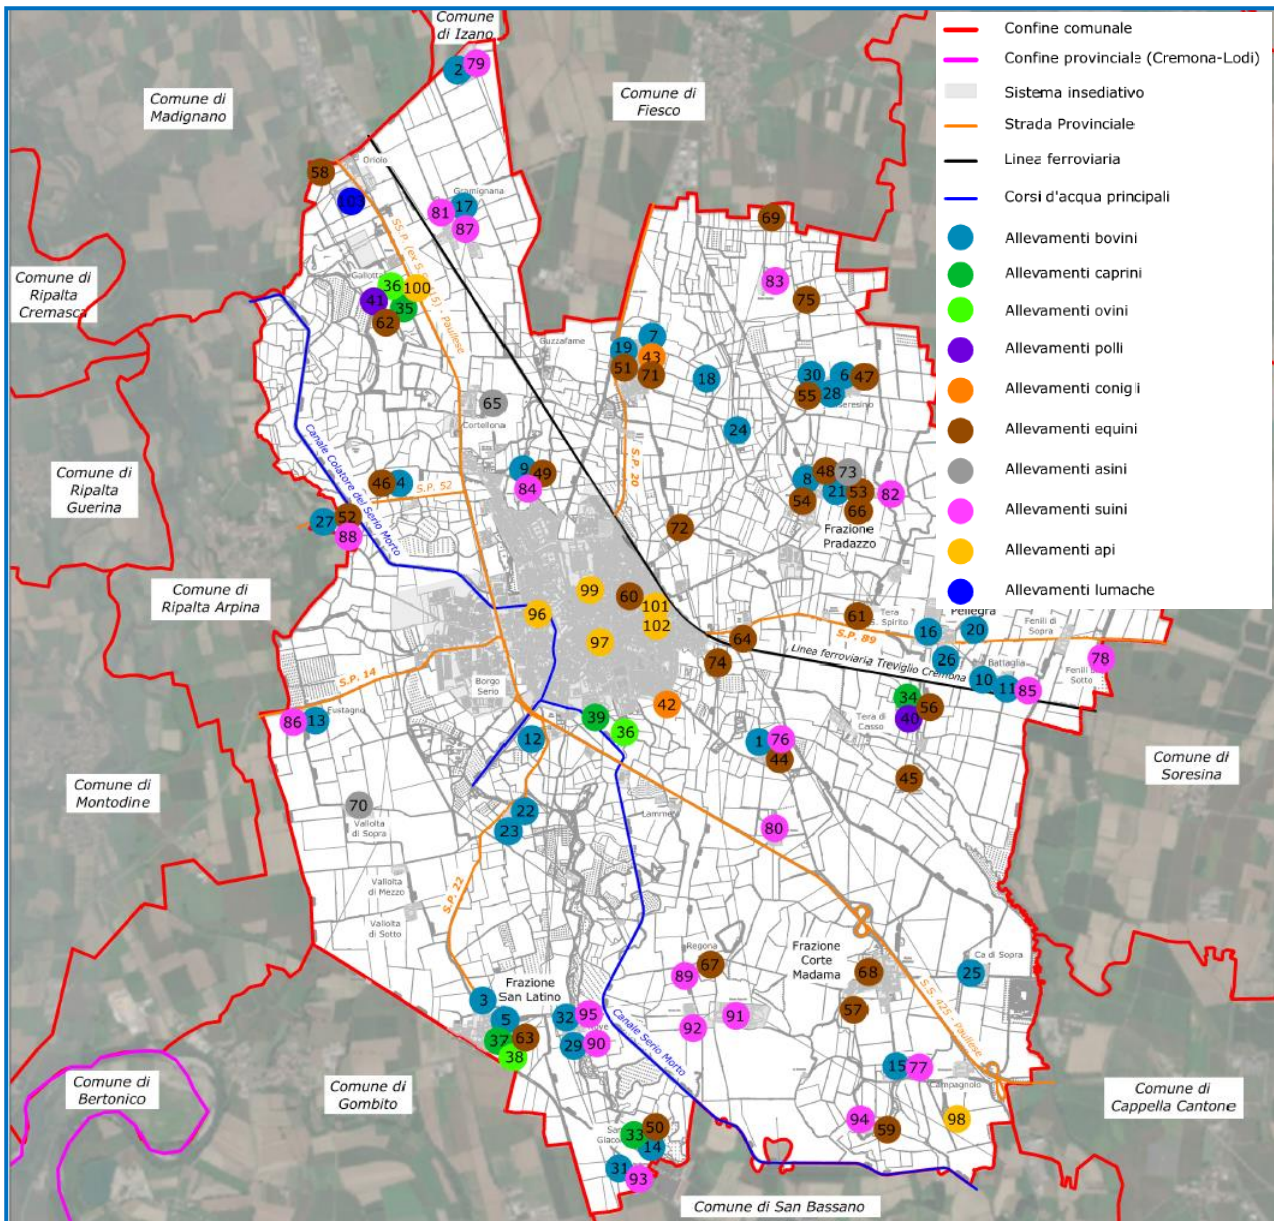 Comune
di Izano
Comune di
Madignano
Comune di
Fiesco
Confine comunale
Confine provinciale (Cremona-Lodi)
Sistema insediativo
Strada Provinciale
Linea ferroviaria
Corsi d'acqua principali
Allevamenti bovini
Allevamenti caprini
Allevamenti ovini
Allevamenti polli
Allevamenti conigli
Allevamenti equini
Allevamenti asini
Allevamenti suini
Allevamenti api
Allevamenti lumache
2
79
Oriolo
58
103
Gramignana
81
17
87
69
83
75
Comune di
Ripalta
Cremasca
Gallotta
36
100
41
35
62
Guzzafame
7
19
43
51
71
18
30
6
47
55
28
65
Cortellona
24
S.P. 20
Canale Colatore del Serio Morto
46
4
S.P. 52
9
49
84
8
48
73
21
53
82
54
66
Frazione
Pradazzo
Comune di
Ripalta
Guerina
27
52
88
72
Comune di
Ripalta Arpina
99
60
101
96
102
97
61
Tera
S. Spirito
S.P. 89
16
Pellegra
20
Fenili di
Sopra
64
74
Linea ferroviaria Treviglio Cremona
26
Battaglia
10
11
85
78
Fenili di
Sotto
S.P. 14
Borgo
Serio
86
13
Fustagno
42
39
36
12
34
56
40
Tera di
Casso
1
76
44
45
Comune di
Soresina
Comune di
Montodine
70
Vallolta
di Sopra
22
23
80
Vallolta
di Mezzo
Vallolta
di Sotto
S.P. 22
Regona
89
67
Frazione
Corte
Madama
68
Ca di Sopra
25
57
S.S. 425 - Paullese
Frazione
San Latino
3
5
37
63
38
32
95
29
90
92
91
Canale Serio Morto
15
77
Campagnolo
94
59
98
Comune di
Bertonico
Comune di
Gombito
Comune di
Cappella Cantone
33
50
14
31
93
Comune di San Bassano